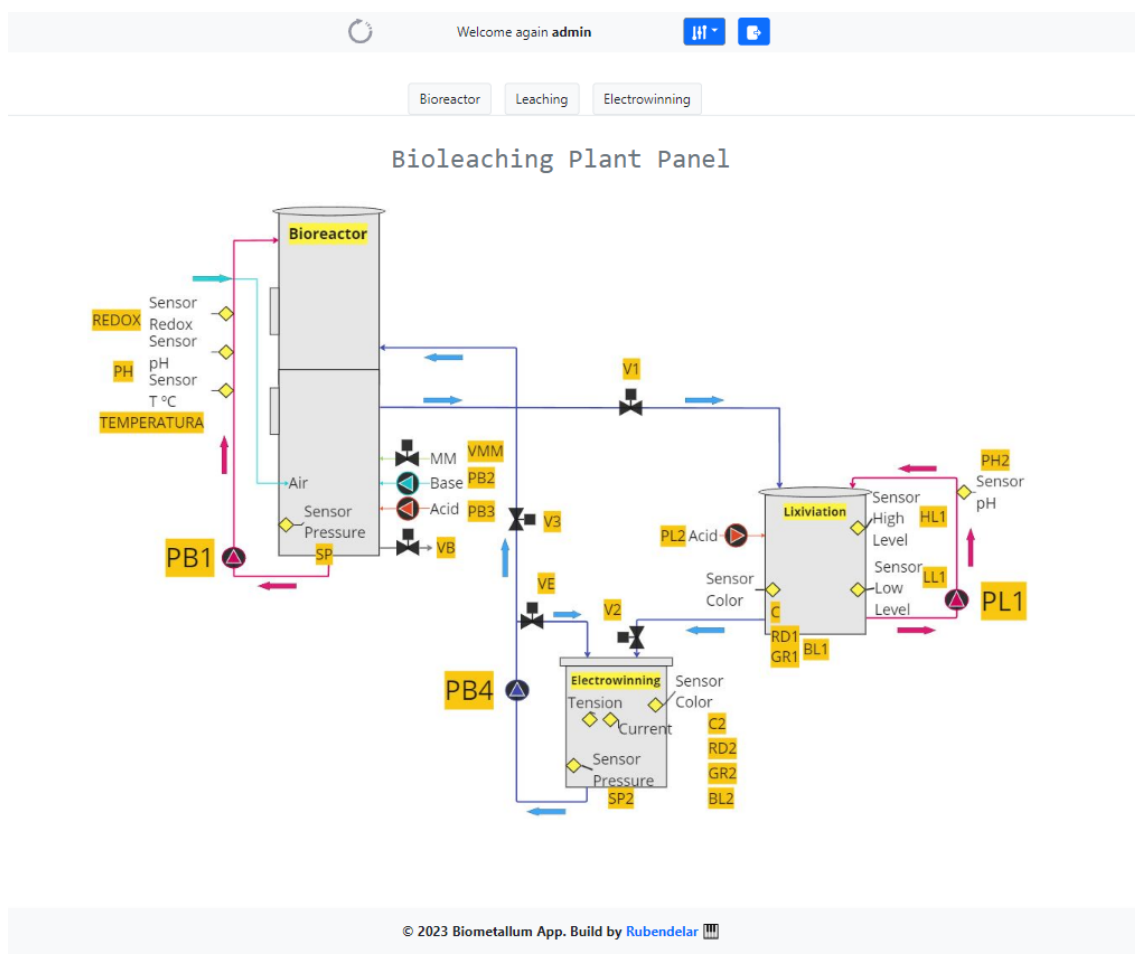 Welcome again admin
Bioreactor
Leaching
Electrowinning
Bioleaching Plant Panel
Bioreactor
REDOX
Sensor
Redox
Sensor
pH
PH
Sensor
T ºC
TEMPERATURA
V1
MM
VMM
Air
Base
PB2
Acid
PB3
Sensor
Pressure
SP
VB
PB1
V3
VE
V2
PH2
Sensor
pH
Lixiviation
Sensor
High
Level
HL1
PL2
Acid
Sensor
Low
Level
LL1
PL1
Sensor
Color
C
RD1
GR1
BL1
PB4
Electrowinning
Sensor
Color
Tension
Current
C2
RD2
GR2
BL2
Sensor
Pressure
SP2
© 2023 Biometallum App. Build by Rubendelar